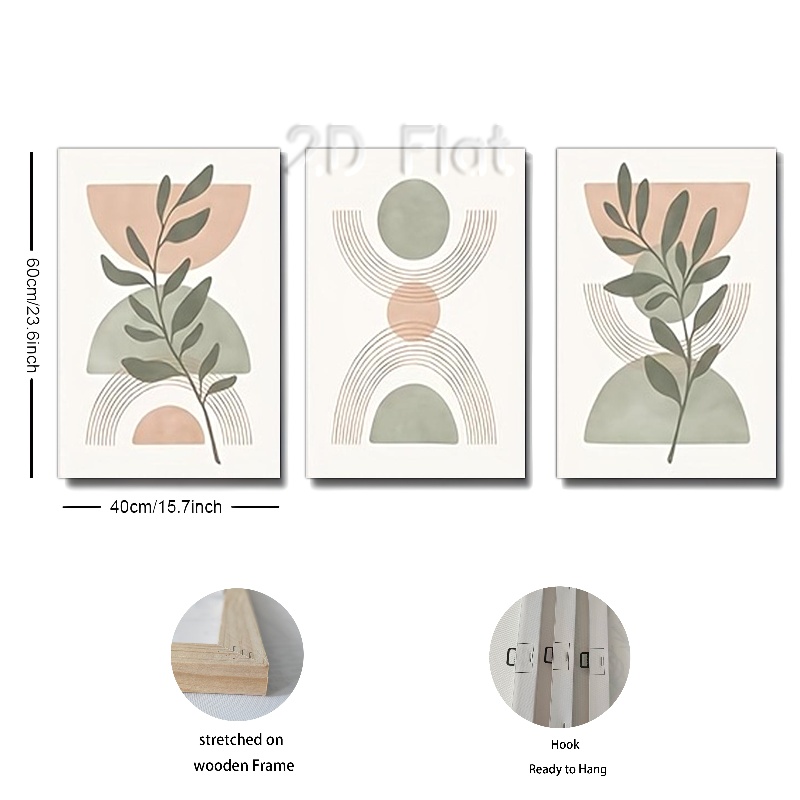 2D Flat
60cm/23.6inch
40cm/15.7inch
stretched on
wooden Frame
Hook
Ready to Hang